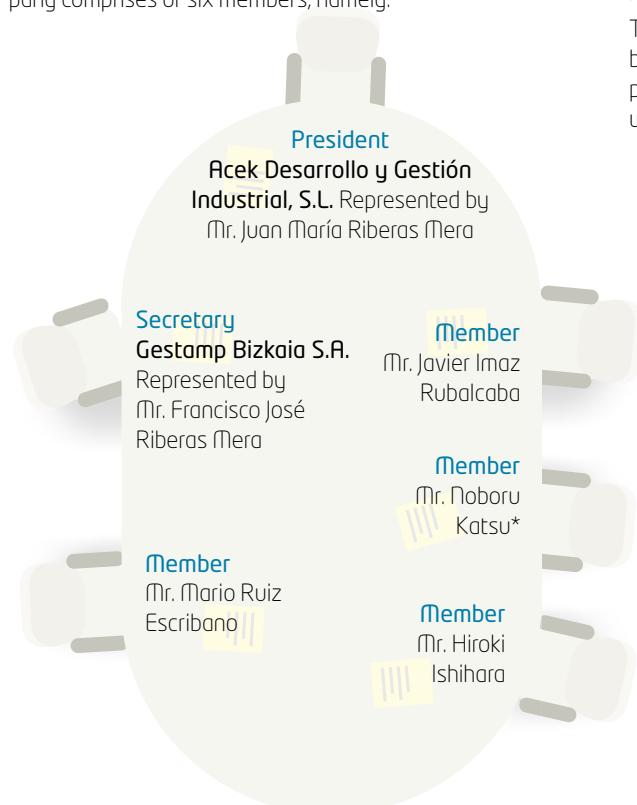 pany comprises of six members, namely:
President
Acek Desarrollo y Gestión
Industrial, S.L. Represented by
Mr. Juan María Riberas Mera
Secretary
Gestamp Bizkaia S.A.
Represented by
Mr. Francisco José
Riberas Mera
Member
Mr. Mario Ruiz
Escribano
Member
Mr. Javier Imaz
Rubalcaba
Member
Mr. Noboru
Katsu*
Member
Mr. Hiroki
Ishihara